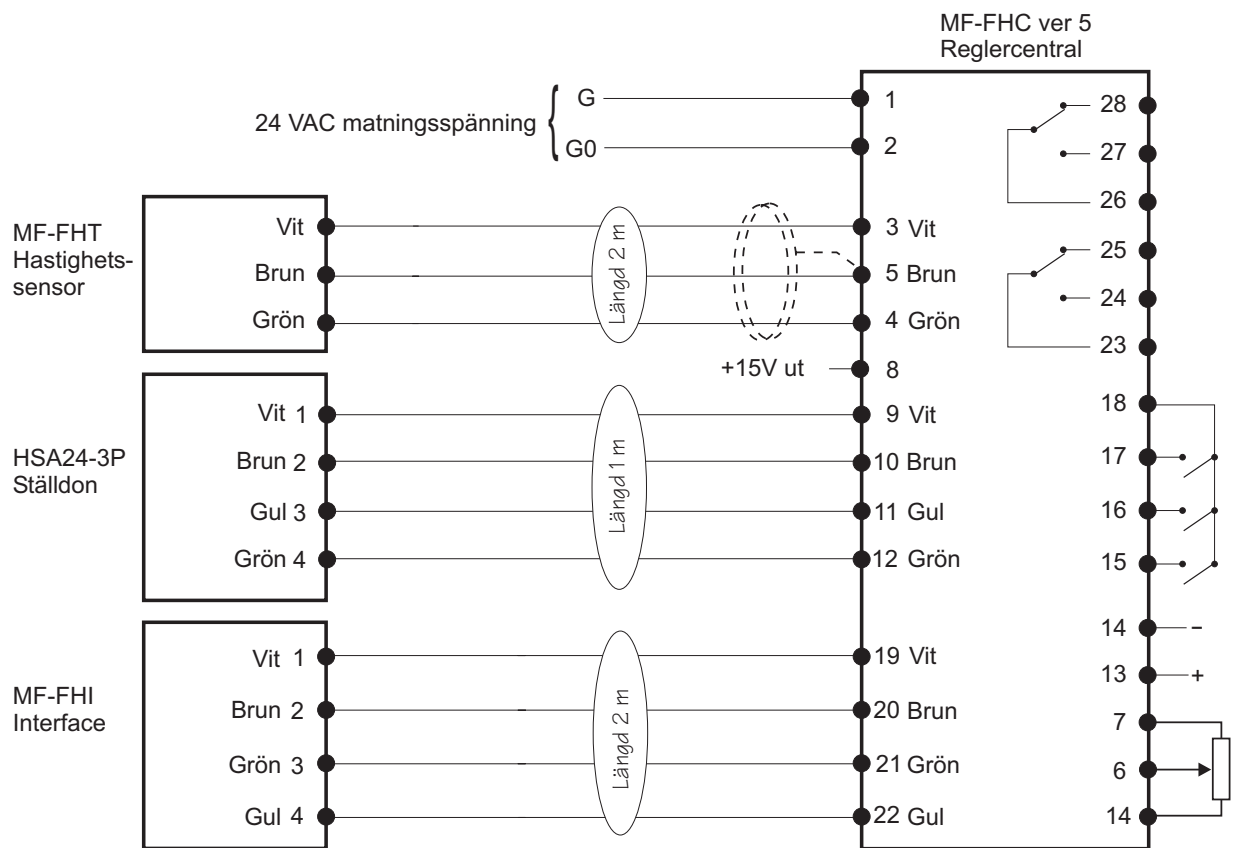 MF-FHC ver 5
Reglercentral
24 VAC matningsspänning
G
G0
1
2
28
27
26
MF-FHT
Hastighets-
sensor
Vit
Brun
Grön
Längd 2 m
3 Vit
5 Brun
4 Grön
+15V ut
8
25
24
23
HSA24-3P
Ställdon
Vit 1
Brun 2
Gul 3
Grön 4
Längd 1 m
9 Vit
10 Brun
11 Gul
12 Grön
18
17
16
15
MF-FHI
Interface
Vit 1
Brun 2
Grön 3
Gul 4
Längd 2 m
19 Vit
20 Brun
21 Grön
22 Gul
14 -
13 +
7
6
14